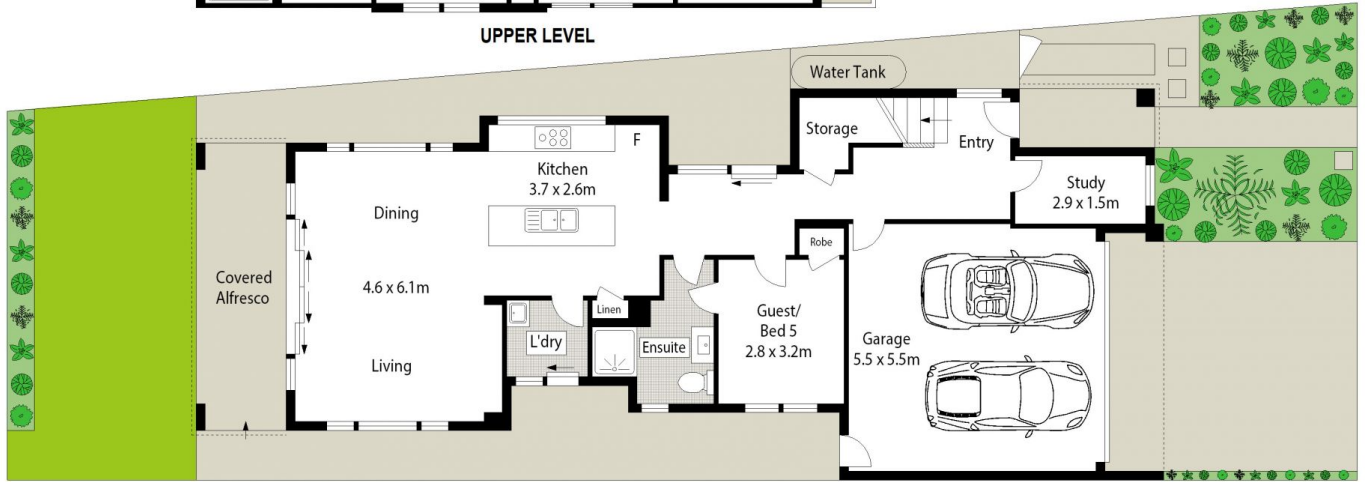 UPPER LEVEL
Water Tank
Storage
Entry
F
Kitchen
3.7 x 2.6m
Study
2.9 x 1.5m
Dining
Robe
Covered
Alfresco
4.6 x 6.1m
Linen
Guest/
Bed 5
2.8 x 3.2m
L'dry
Ensuite
Garage
5.5 x 5.5m
Living